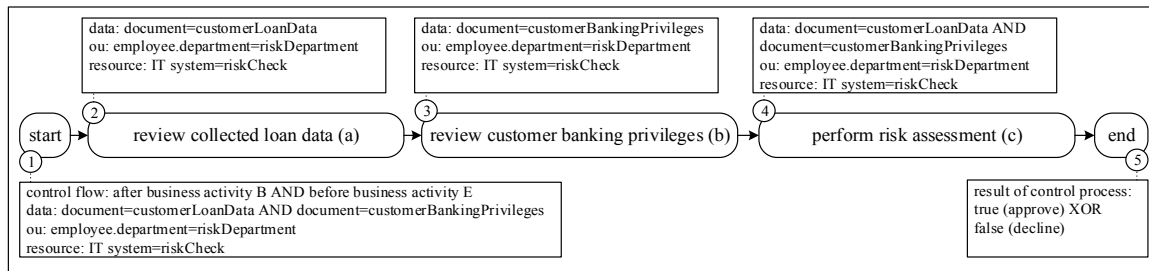 data: document=customerLoanData
ou: employee.department=riskDepartment
resource: IT system=riskCheck
data: document=customerBankingPrivileges
ou: employee.department=riskDepartment
resource: IT system=riskCheck
data: document=customerLoanData AND
document=customerBankingPrivileges
ou: employee.department=riskDepartment
resource: IT system=riskCheck
2
3
4
start
review collected loan data (a)
review customer banking privileges (b)
perform risk assessment (c)
end
1
5
control flow: after business activity B AND before business activity E
data: document=customerLoanData AND document=customerBankingPrivileges
ou: employee.department=riskDepartment
resource: IT system=riskCheck
result of control process:
true (approve) XOR
false (decline)